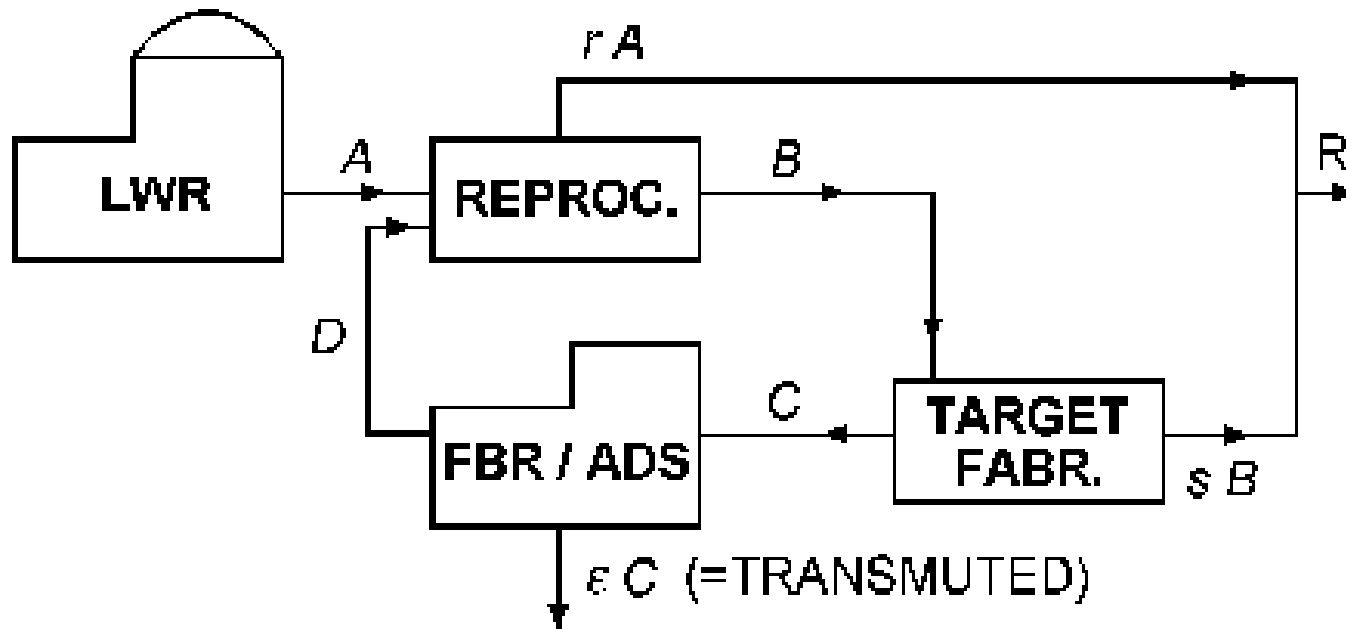 r A
A
B
R
LWR
REPROC.
D
C
TARGET
FABR.
FBR / ADS
s B
ε C (=TRANSMUTED)